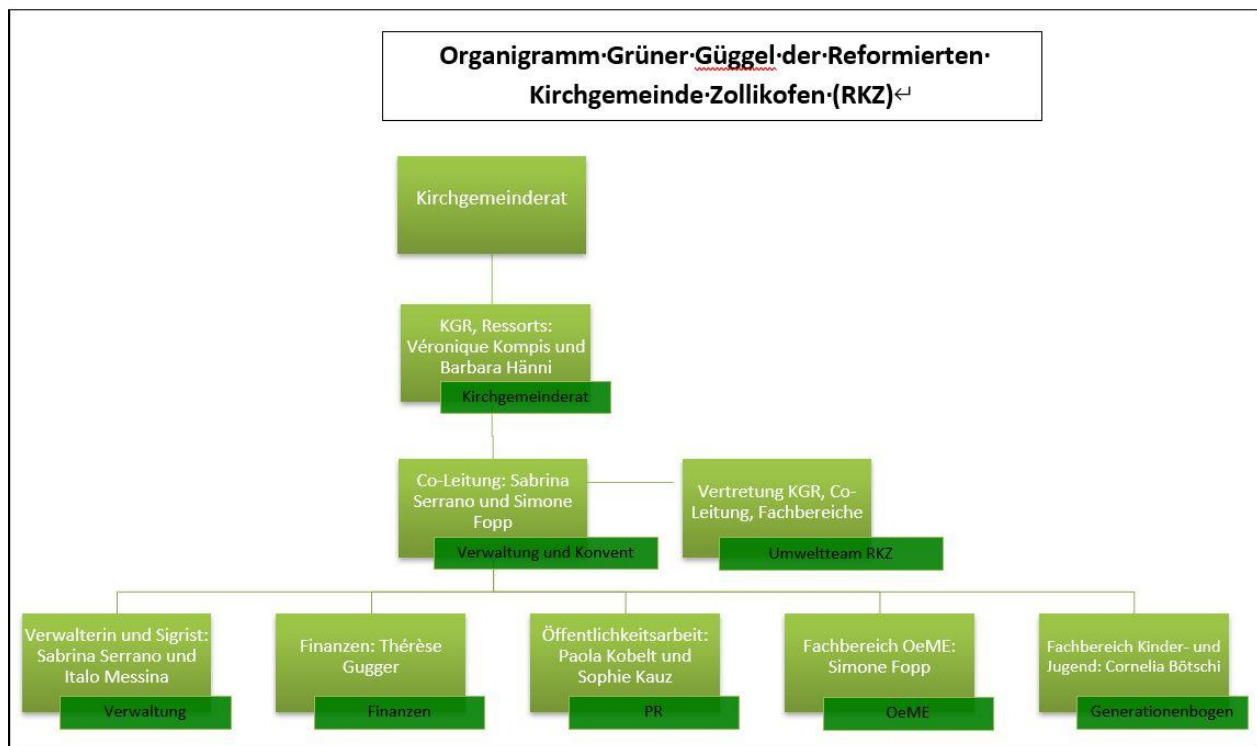 Organigramm·Grüner·Güggel·der·Reformierten·
Kirchgemeinde·Zollikofen·(RKZ)↵
Kirchgemeinderat
KGR, Ressorts:
Véronique Kompis und
Barbara Hänni
Kirchgemeinderat
Co-Leitung: Sabrina
Serrano und Simone
Fopp
Verwaltung und Konvent
Vertretung KGR, Co-
Leitung, Fachbereiche
Umweltteam RKZ
Verwalterin und Sigrist:
Sabrina Serrano und
Italo Messina
Verwaltung
Finanzen: Thérèse
Gugger
Finanzen
Öffentlichkeitsarbeit:
Paola Kobelt und
Sophie Kauz
PR
Fachbereich OeME:
Simone Fopp
OeME
Fachbereich Kinder- und
Jugend: Cornelia Bötschi
Generationenbogen